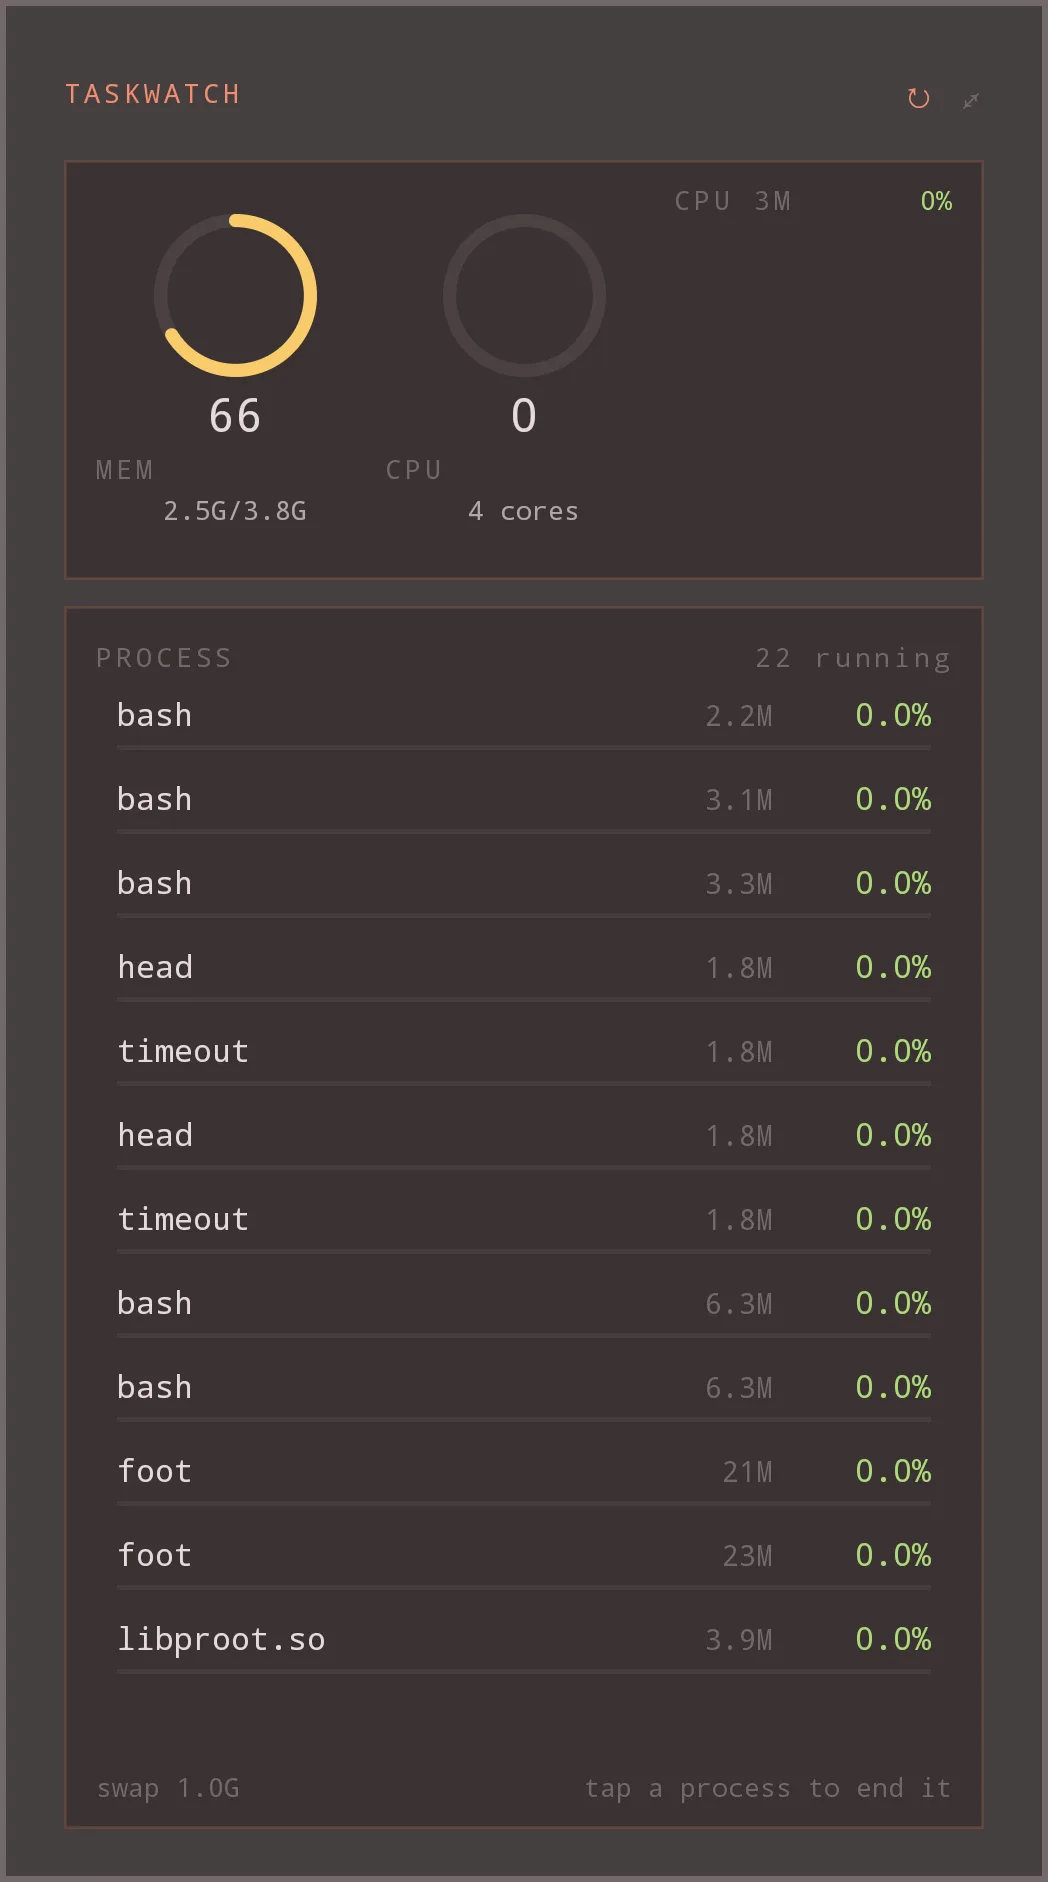 TASKWATCH
CPU 3M 0%
66 0
MEM CPU
2.5G/3.8G 4 cores
PROCESS 22 running
bash 2.2M 0.0%
bash 3.1M 0.0%
bash 3.3M 0.0%
head 1.8M 0.0%
timeout 1.8M 0.0%
head 1.8M 0.0%
timeout 1.8M 0.0%
bash 6.3M 0.0%
bash 6.3M 0.0%
foot 21M 0.0%
foot 23M 0.0%
libproot.so 3.9M 0.0%
swap 1.0G tap a process to end it